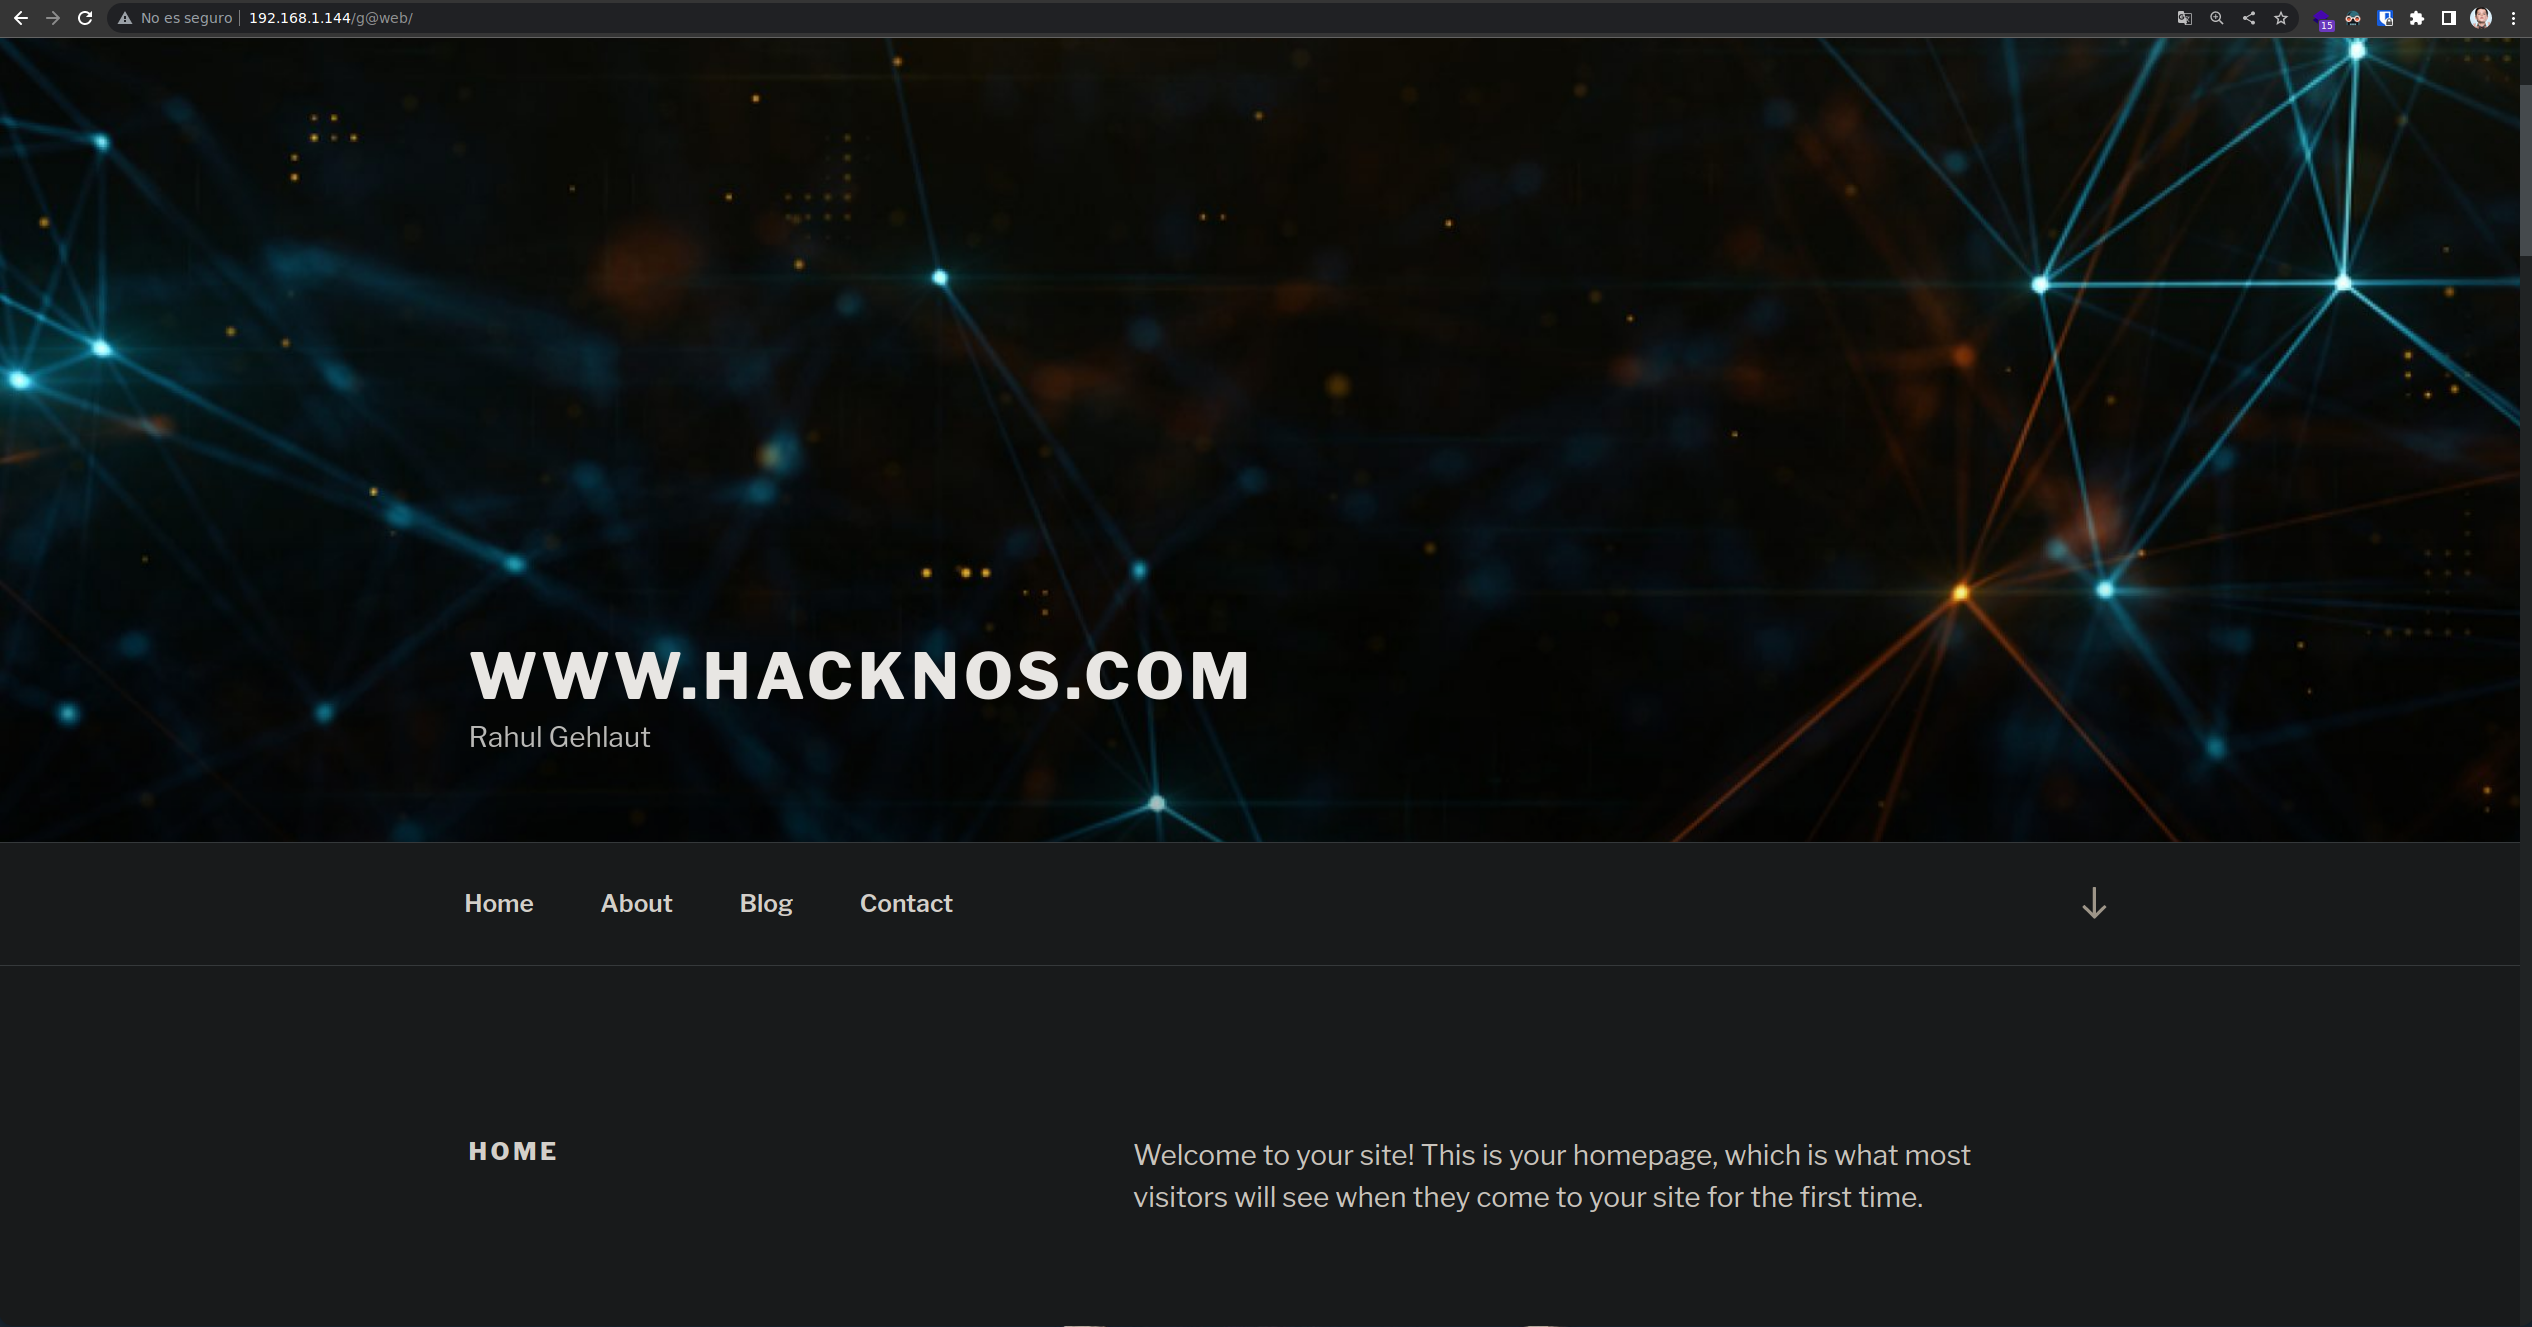 No es seguro
192.168.1.144/g@web/
15
WWW.HACKNOS.COM
Rahul Gehlaut
Home
About
Blog
Contact
HOME
Welcome to your site! This is your homepage, which is what most
visitors will see when they come to your site for the first time.